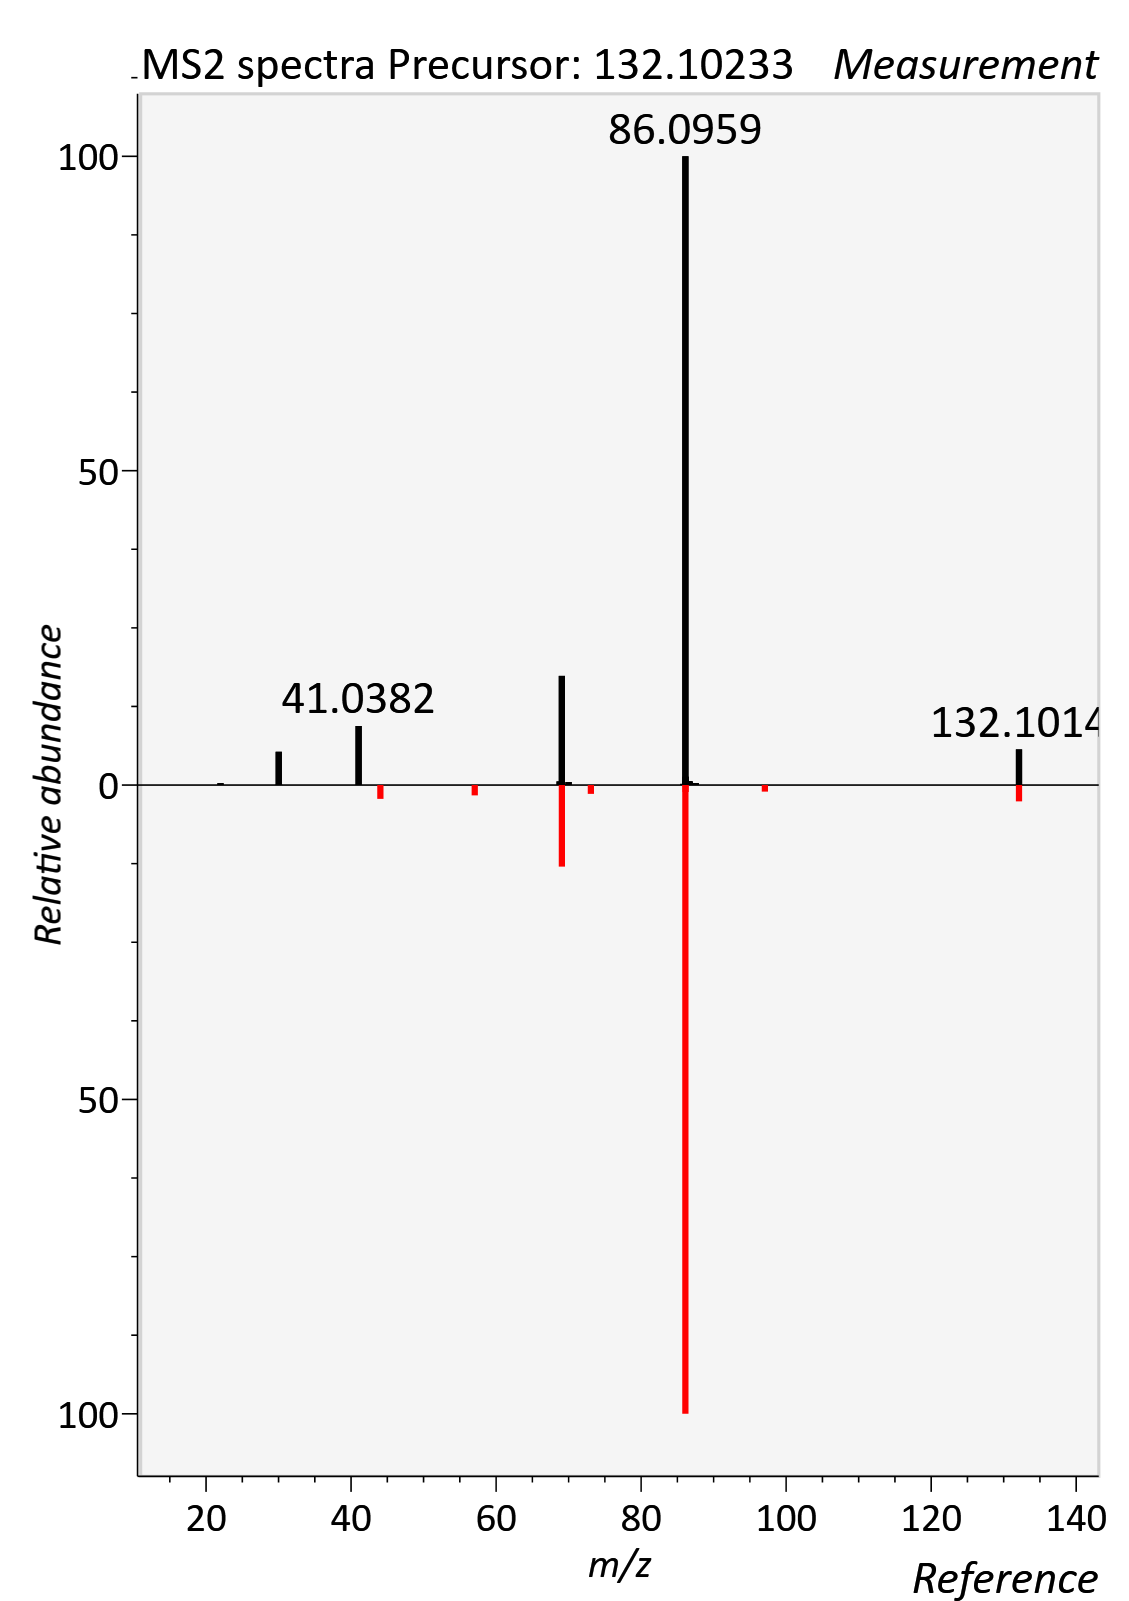 MS2 spectra Precursor: 132.10233 Measurement
86.0959
100
50
41.0382
132.1014
0
Relative abundance
50
100
20 40 60 80 100 120 140
m/z
Reference